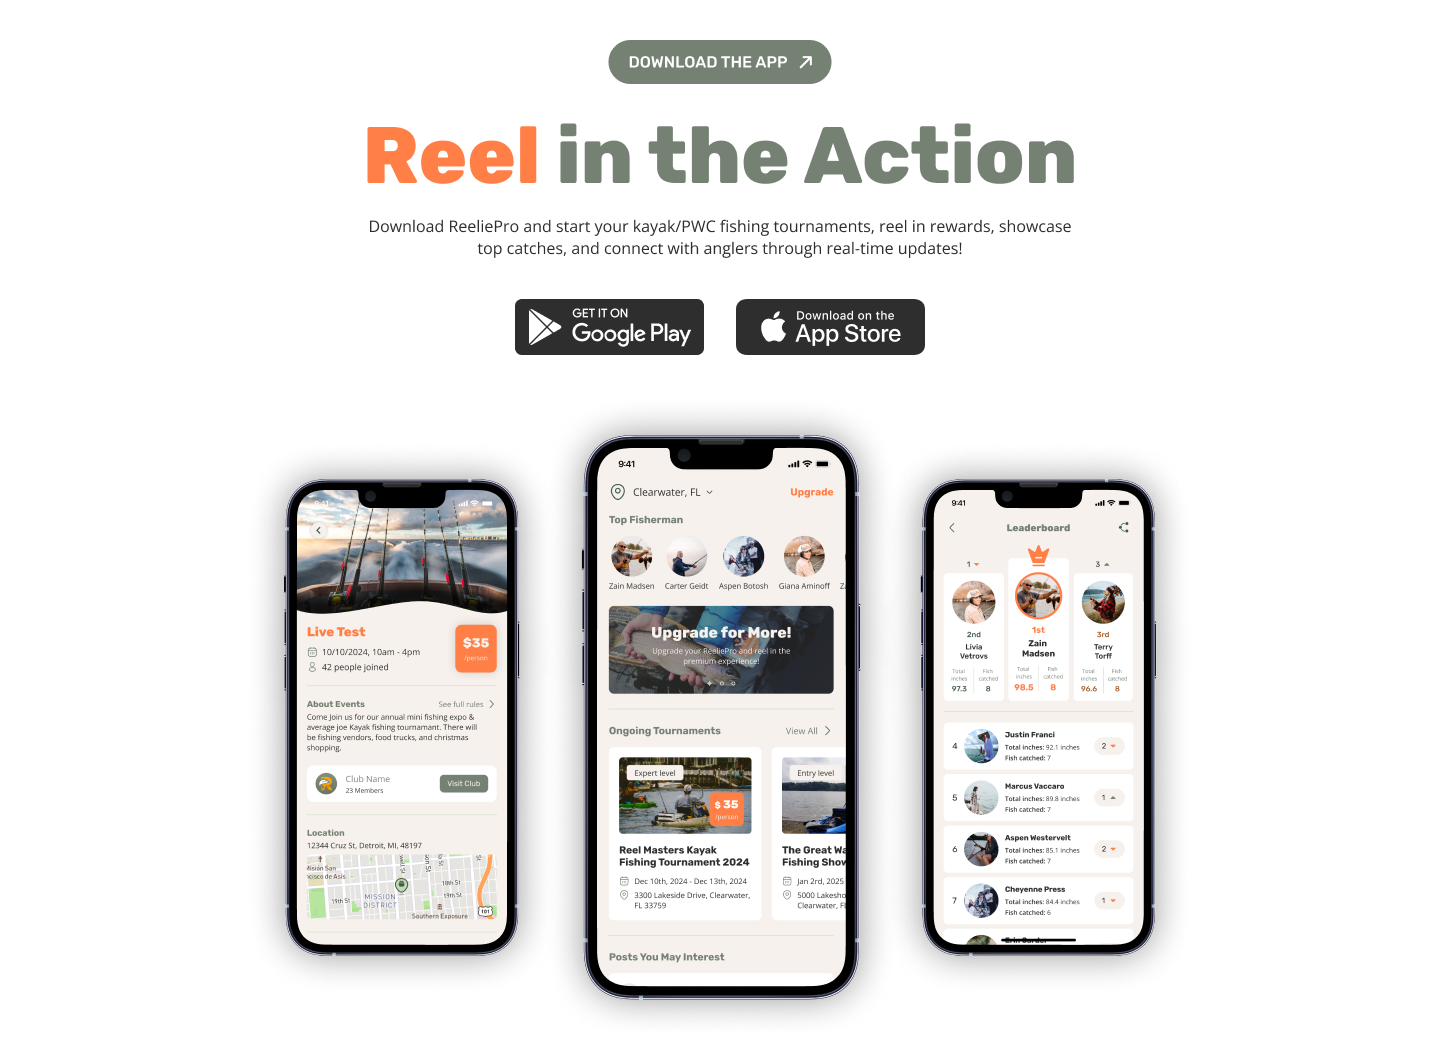 DOWNLOAD THE APP
Reel in the Action
Download ReeliePro and start your kayak/PWC fishing tournaments, reel in rewards, showcase
top catches, and connect with anglers through real-time updates!
GET IT ON
Google Play
Download on the
App Store
9:41
Live Test
10/10/2024, 10am - 4pm
42 people joined
$35
/person
About Events
See full rules
Come Join us for our annual mini fishing expo &
average joe Kayak fishing tournamant. There will
be fishing vendors, food trucks, and christmas
shopping.
Club Name
23 Members
Visit Club
Location
12344 Cruz St, Detroit, MI, 48197
19th St
18th St
19th St
MISSION
DISTRICT
Southern Exposure
101
9:41
Clearwater, FL
Upgrade
Top Fisherman
Zain Madsen
Carter Geidt
Aspen Botosh
Giana Aminoff
Za
Upgrade for More!
Upgrade your ReeliePro and reel in the
premium experience!
Ongoing Tournaments
View All
Expert level
$ 35
/person
Reel Masters Kayak
Fishing Tournament 2024
Dec 10th, 2024 - Dec 13th, 2024
3300 Lakeside Drive, Clearwater,
FL 33759
Entry level
The Great Wa
Fishing Show
Jan 2rd, 2025
5000 Lakesho
Clearwater, Fl
Posts You May Interest
9:41
Leaderboard
1
3
2nd
Livia
Vetrovs
Total
inches
97.3
Fish
catched
8
1st
Zain
Madsen
Total
inches
98.5
Fish
catched
8
3rd
Terry
Torff
Total
inches
96.6
Fish
catched
8
4
Justin Franci
Total inches: 92.1 inches
Fish catched: 7
2
5
Marcus Vaccaro
Total inches: 89.8 inches
Fish catched: 7
1
6
Aspen Westervelt
Total inches: 85.1 inches
Fish catched: 7
2
7
Cheyenne Press
Total inches: 84.4 inches
Fish catched: 6
1